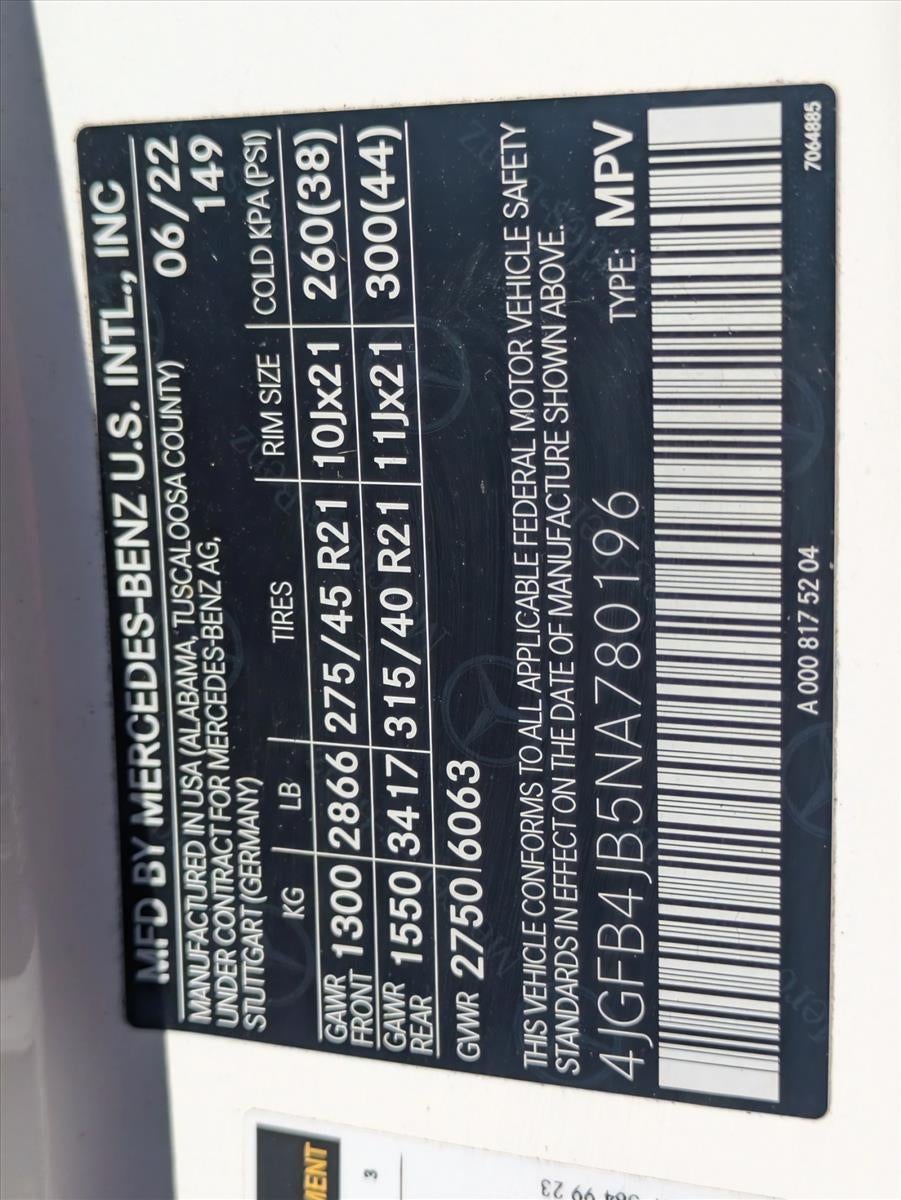 MFD BY MERCEDES-BENZ U.S. INTL., INC
MANUFACTURED IN USA (ALABAMA, TUSCALOOSA COUNTY) 06/22
UNDER CONTRACT FOR MERCEDES-BENZ AG, 149
STUTTGART (GERMANY)
KG LB TIRES RIM SIZE COLD KPA(PSI)
GAWR FRONT 1300 2866 275/45 R21 10Jx21 260(38)
GAWR REAR 1550 3417 315/40 R21 11Jx21 300(44)
GVWR 2750 6063
THIS VEHICLE CONFORMS TO ALL APPLICABLE FEDERAL MOTOR VEHICLE SAFETY
STANDARDS IN EFFECT ON THE DATE OF MANUFACTURE SHOWN ABOVE.
4JGFB4JB5NA780196 TYPE: MPV
A 000 817 52 04 7064885
MENT
3
99 23